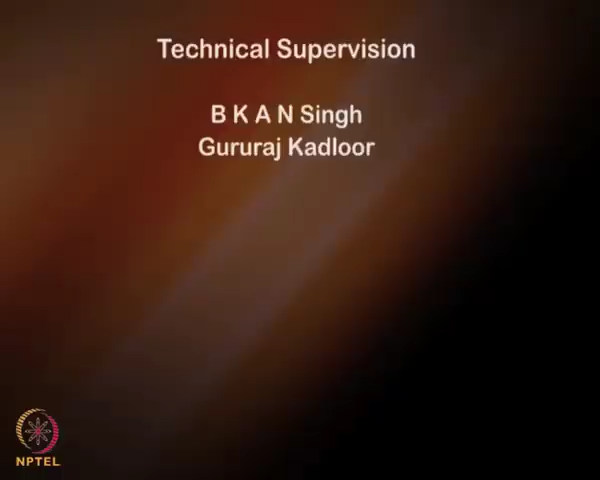 Technical Supervision
B K A N Singh
Gururaj Kadloor
NPTEL